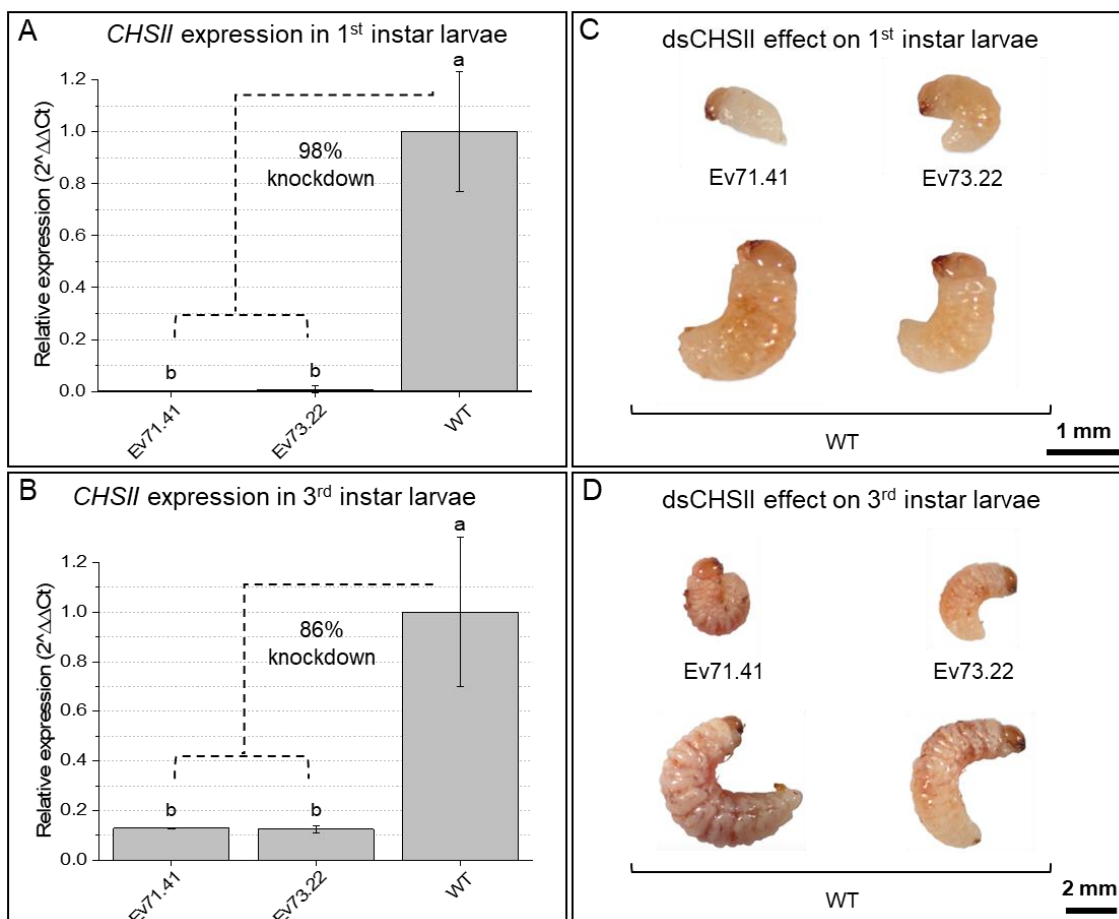 A
CHSII expression in 1st instar larvae
Relative expression (2^ΔΔCt)
1.2
1.0
0.8
0.6
0.4
0.2
0.0
a
98%
knockdown
b
b
Ev71.41
Ev73.22
WT
C
dsCHSII effect on 1st instar larvae
Ev71.41
Ev73.22
WT
1 mm
B
CHSII expression in 3rd instar larvae
Relative expression (2^ΔΔCt)
1.2
1.0
0.8
0.6
0.4
0.2
0.0
a
86%
knockdown
b
b
Ev71.41
Ev73.22
WT
D
dsCHSII effect on 3rd instar larvae
Ev71.41
Ev73.22
WT
2 mm